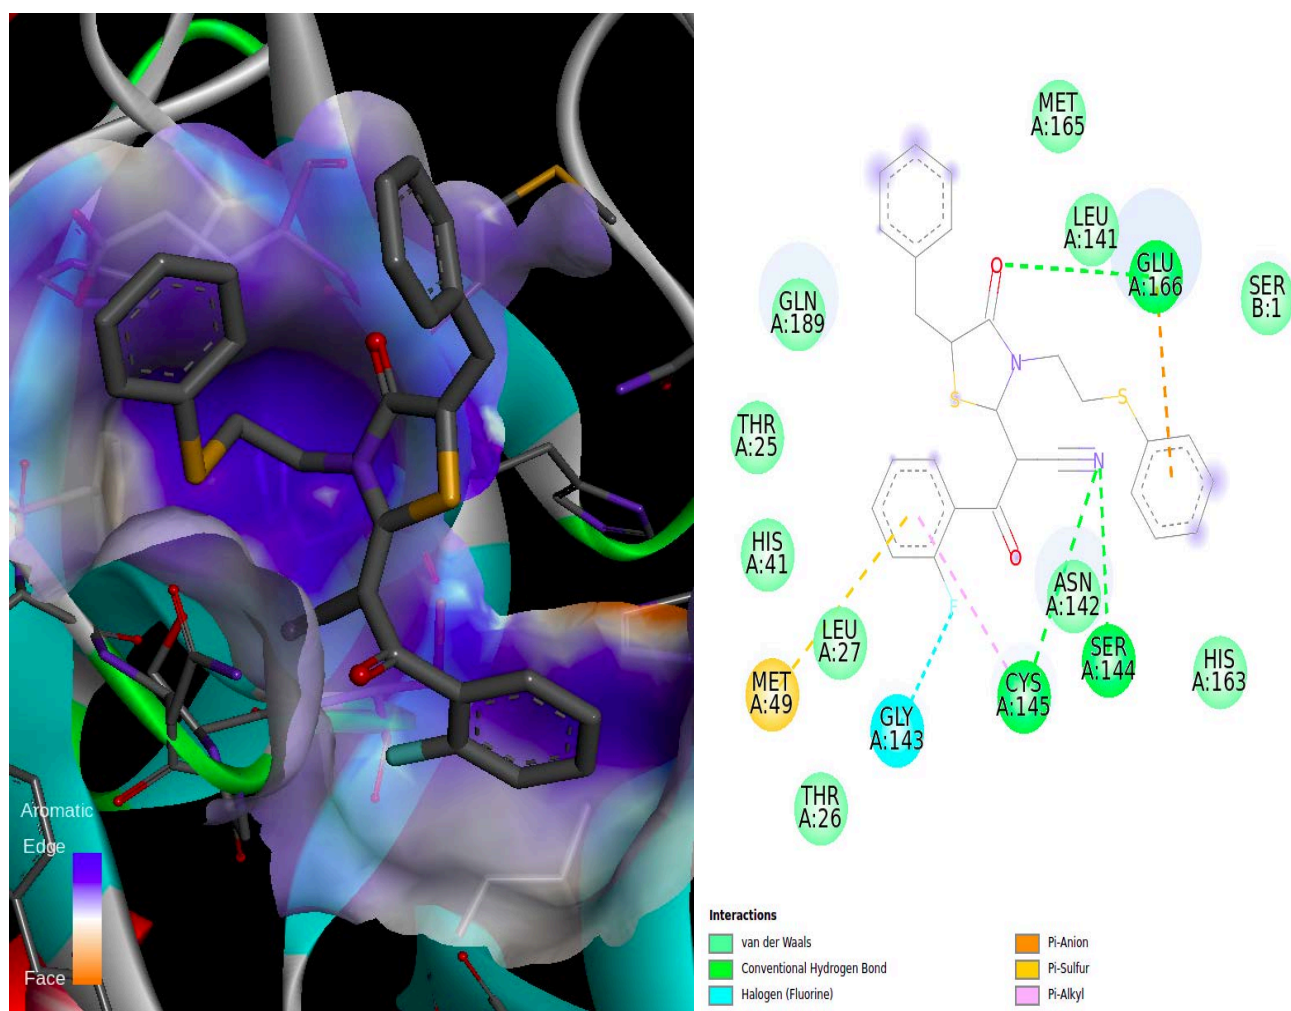 Aromatic
Edge
Face
MET
A:165
LEU
A:141
GLU
A:166
SER
B:1
GLN
A:189
O
N
S
S
THR
A:25
N
HIS
A:41
O
ASN
A:142
F
LEU
A:27
SER
A:144
HIS
A:163
MET
A:49
CYS
A:145
GLY
A:143
THR
A:26
Interactions
van der Waals
Conventional Hydrogen Bond
Halogen (Fluorine)
Pi-Anion
Pi-Sulfur
Pi-Alkyl